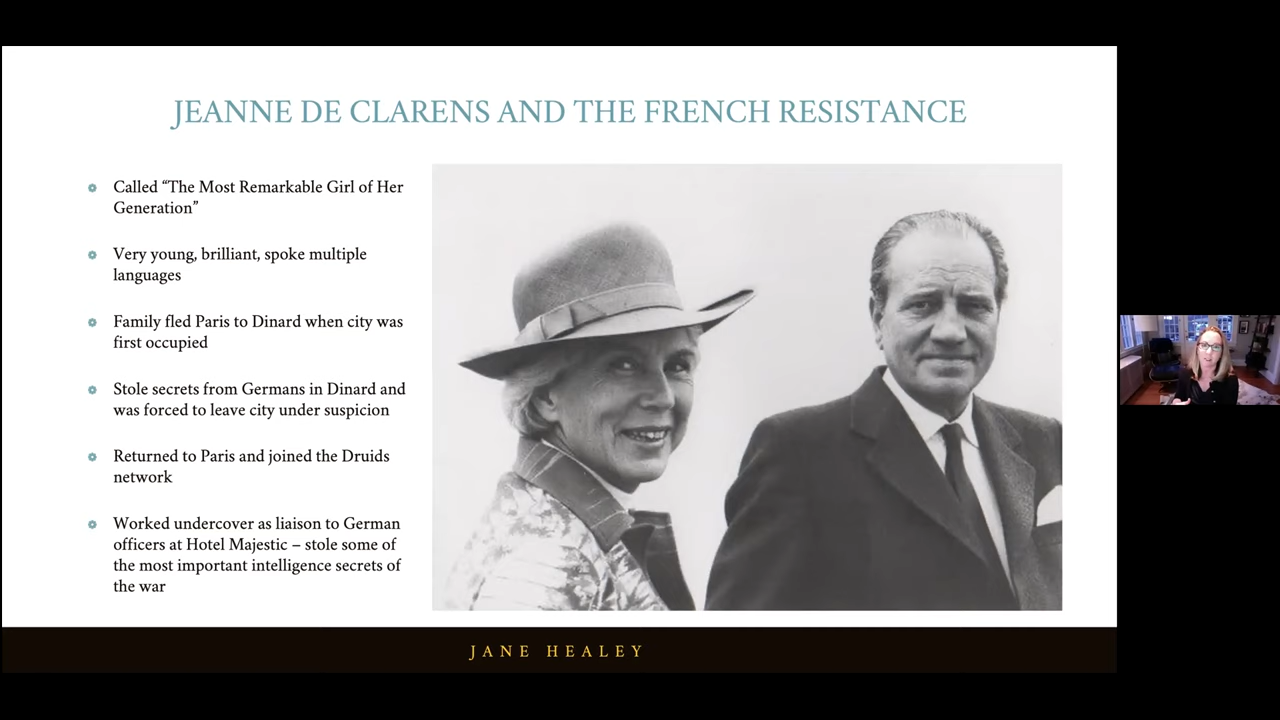 JEANNE DE CLARENS AND THE FRENCH RESISTANCE
Called “The Most Remarkable Girl of Her
Generation”
Very young, brilliant, spoke multiple
languages
Family fled Paris to Dinard when city was
first occupied
Stole secrets from Germans in Dinard and
was forced to leave city under suspicion
Returned to Paris and joined the Druids
network
Worked undercover as liaison to German
officers at Hotel Majestic – stole some of
the most important intelligence secrets of
the war
JANE HEALEY